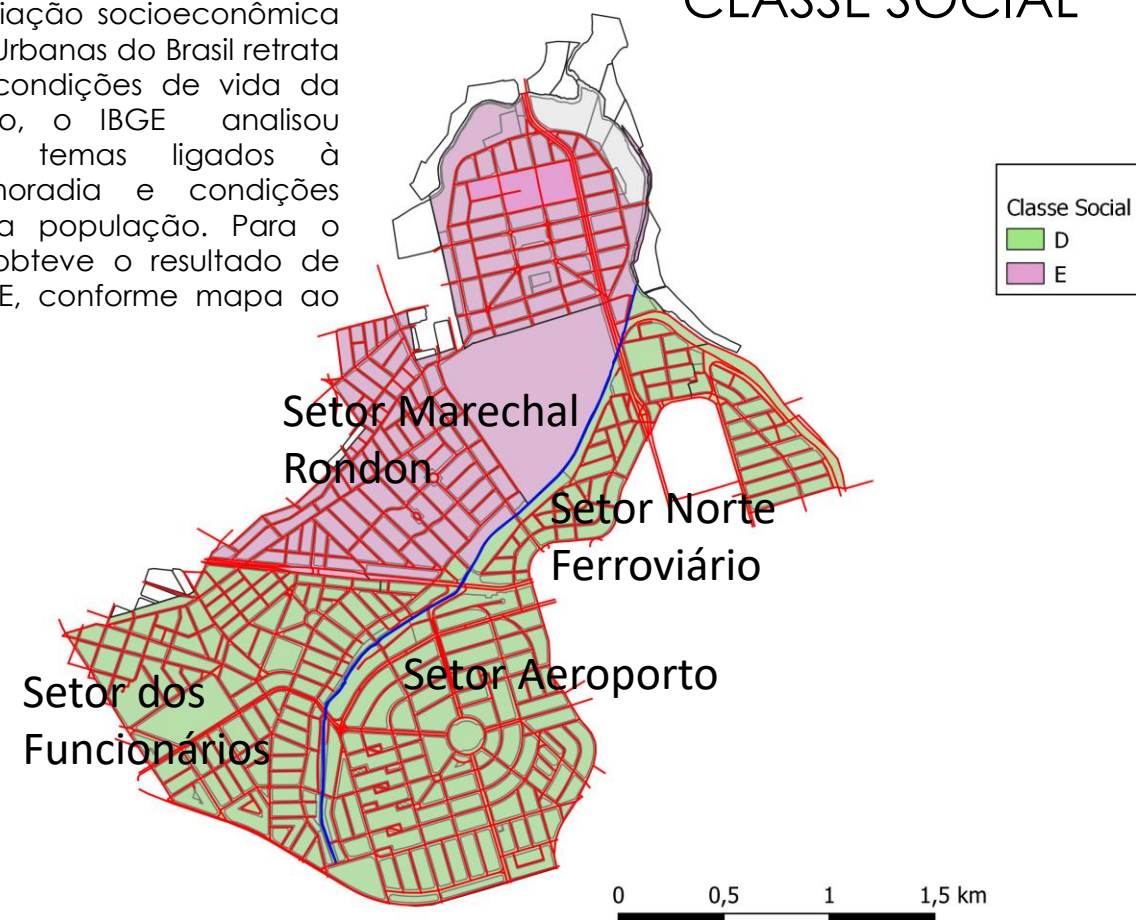 CLASSE SOCIAL
iação socioeconômica
Urbanas do Brasil retrata
condições de vida da
o, o IBGE analisou
temas ligados à
moradia e condições
a população. Para o
obteve o resultado de
E, conforme mapa ao
Classe Social
D
E
Setor Marechal
Rondon
Setor Norte
Ferroviário
Setor Aeroporto
Setor dos
Funcionários
0 0,5 1 1,5 km